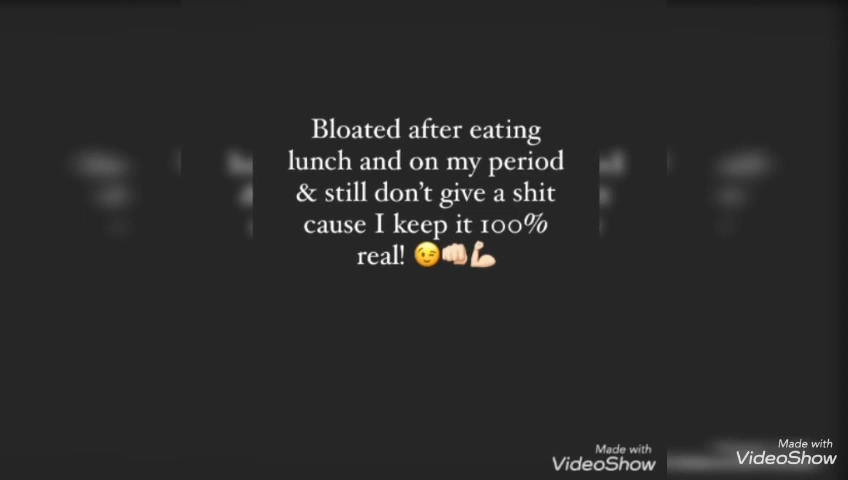 Bloated after eating
lunch and on my period
& still don't give a shit
cause I keep it 100%
real! 😉👊🏻💪🏻
Made with
VideoShow
Made with
VideoShow